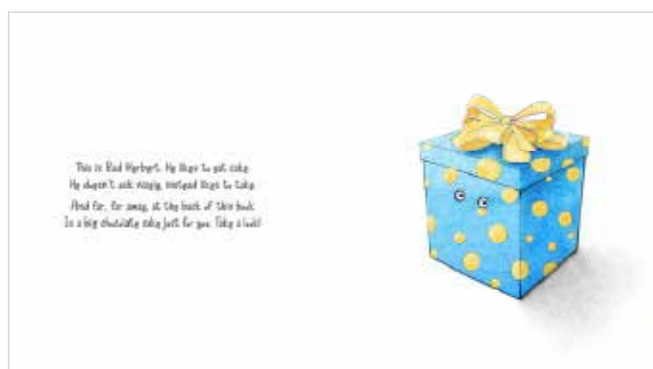 This is Bad Herbert. He likes to eat cake
He doesn't ask nicely, instead likes to take
And far, far away, at the back of this book
Is a big chocolate cake just for you. Take a look!